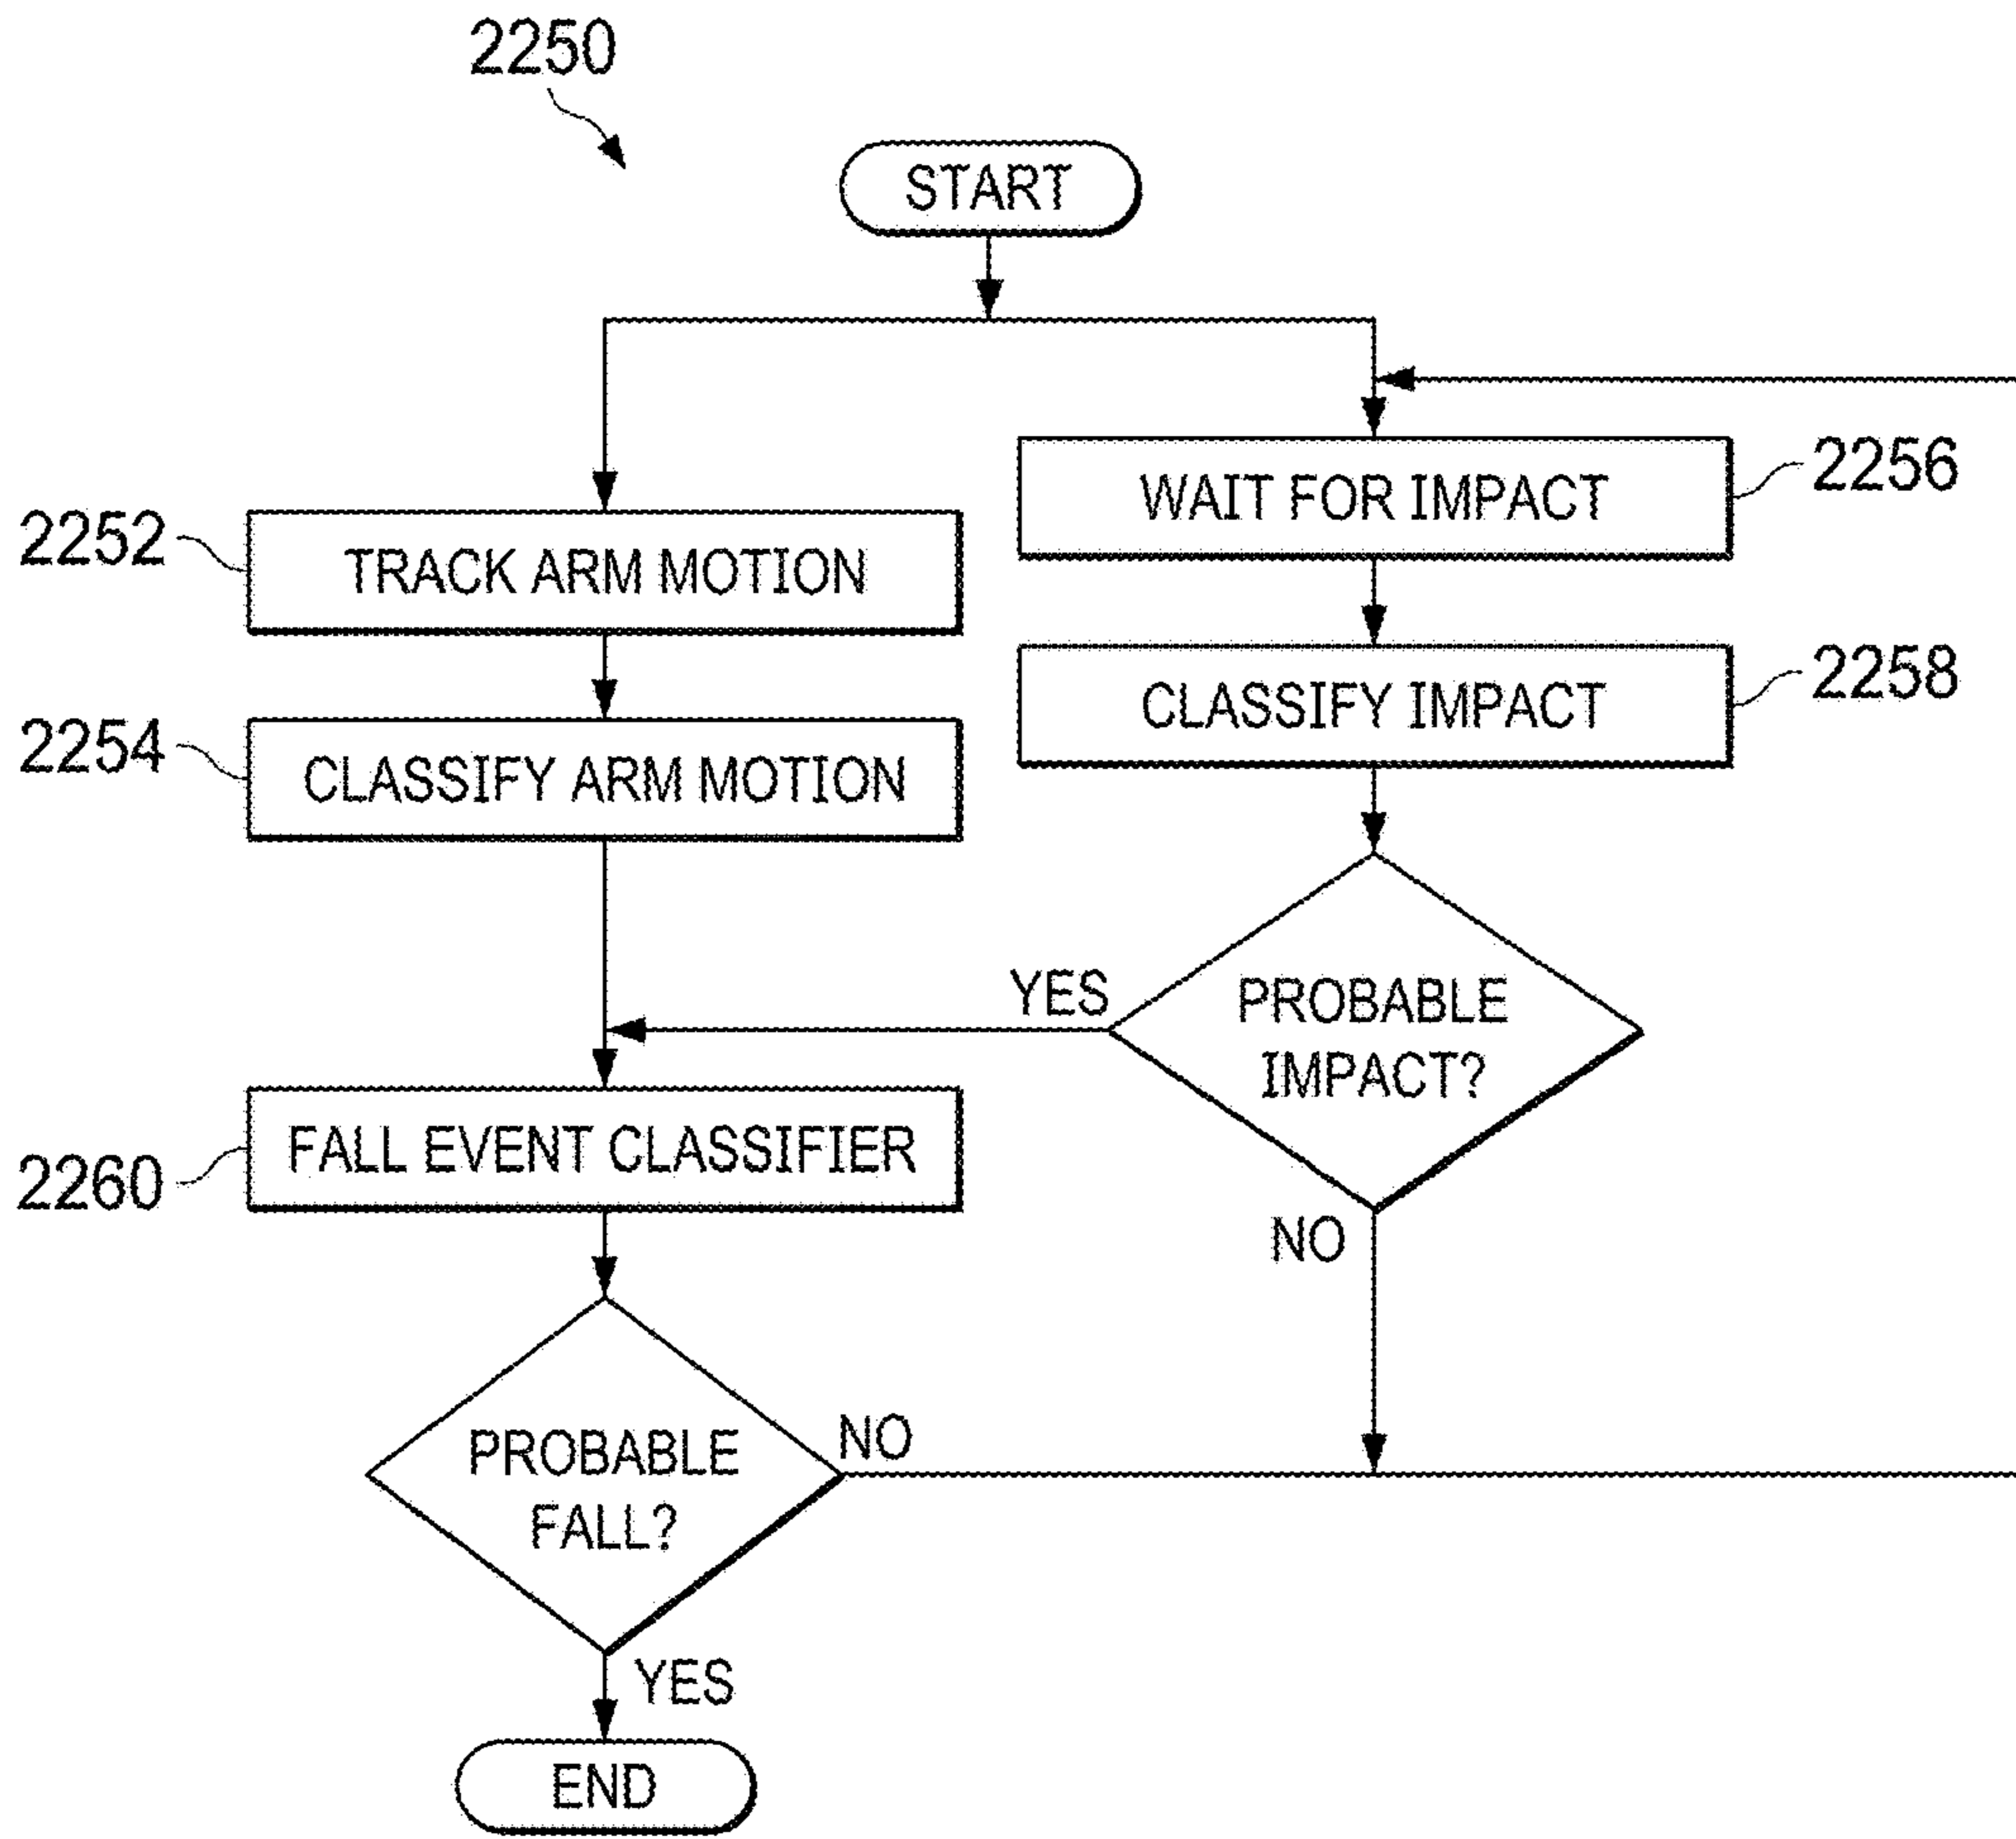 2250
START
WAIT FOR IMPACT
2256
2252
TRACK ARM MOTION
CLASSIFY IMPACT
2258
2254
CLASSIFY ARM MOTION
YES
PROBABLE
IMPACT?
FALL EVENT CLASSIFIER
2260
NO
NO
PROBABLE
FALL?
YES
END